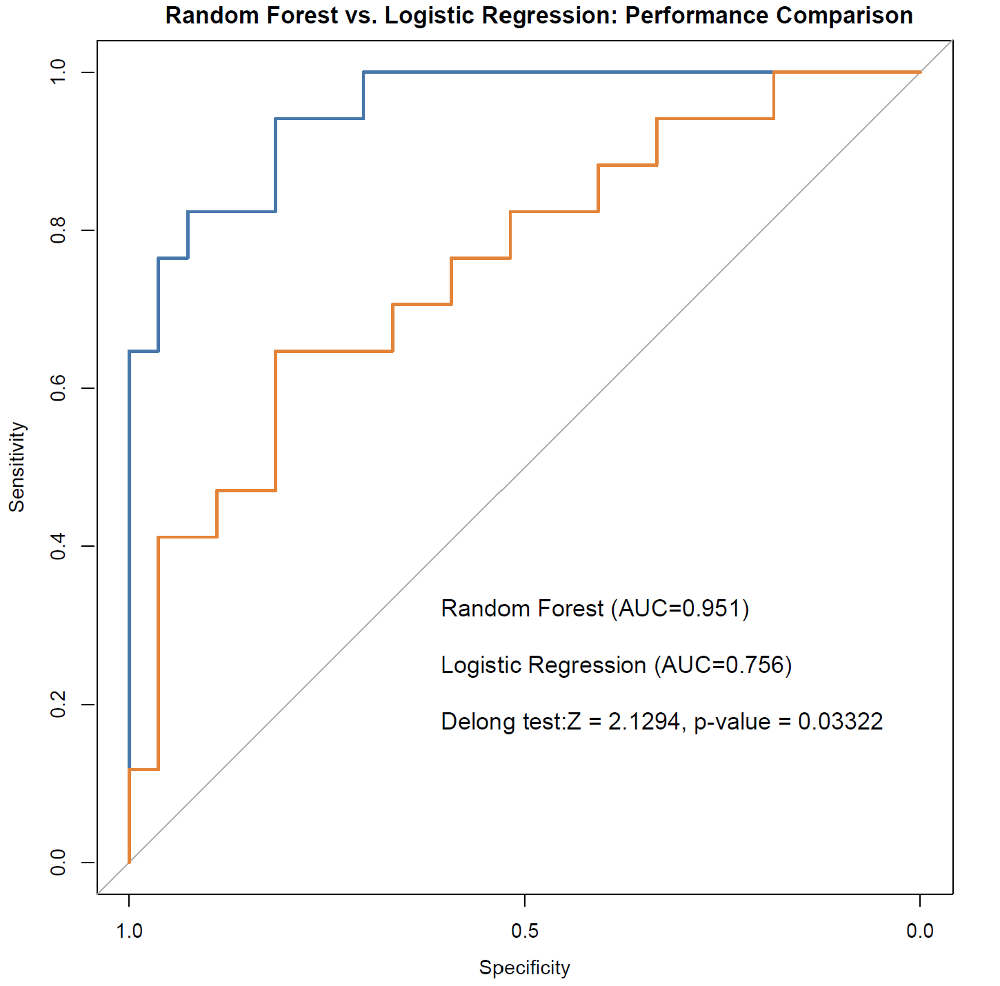 Random Forest vs. Logistic Regression: Performance Comparison
1.0
0.8
0.6
0.4
0.2
0.0
Sensitivity
Random Forest (AUC=0.951)
Logistic Regression (AUC=0.756)
Delong test:Z = 2.1294, p-value = 0.03322
1.0 0.5 0.0
Specificity